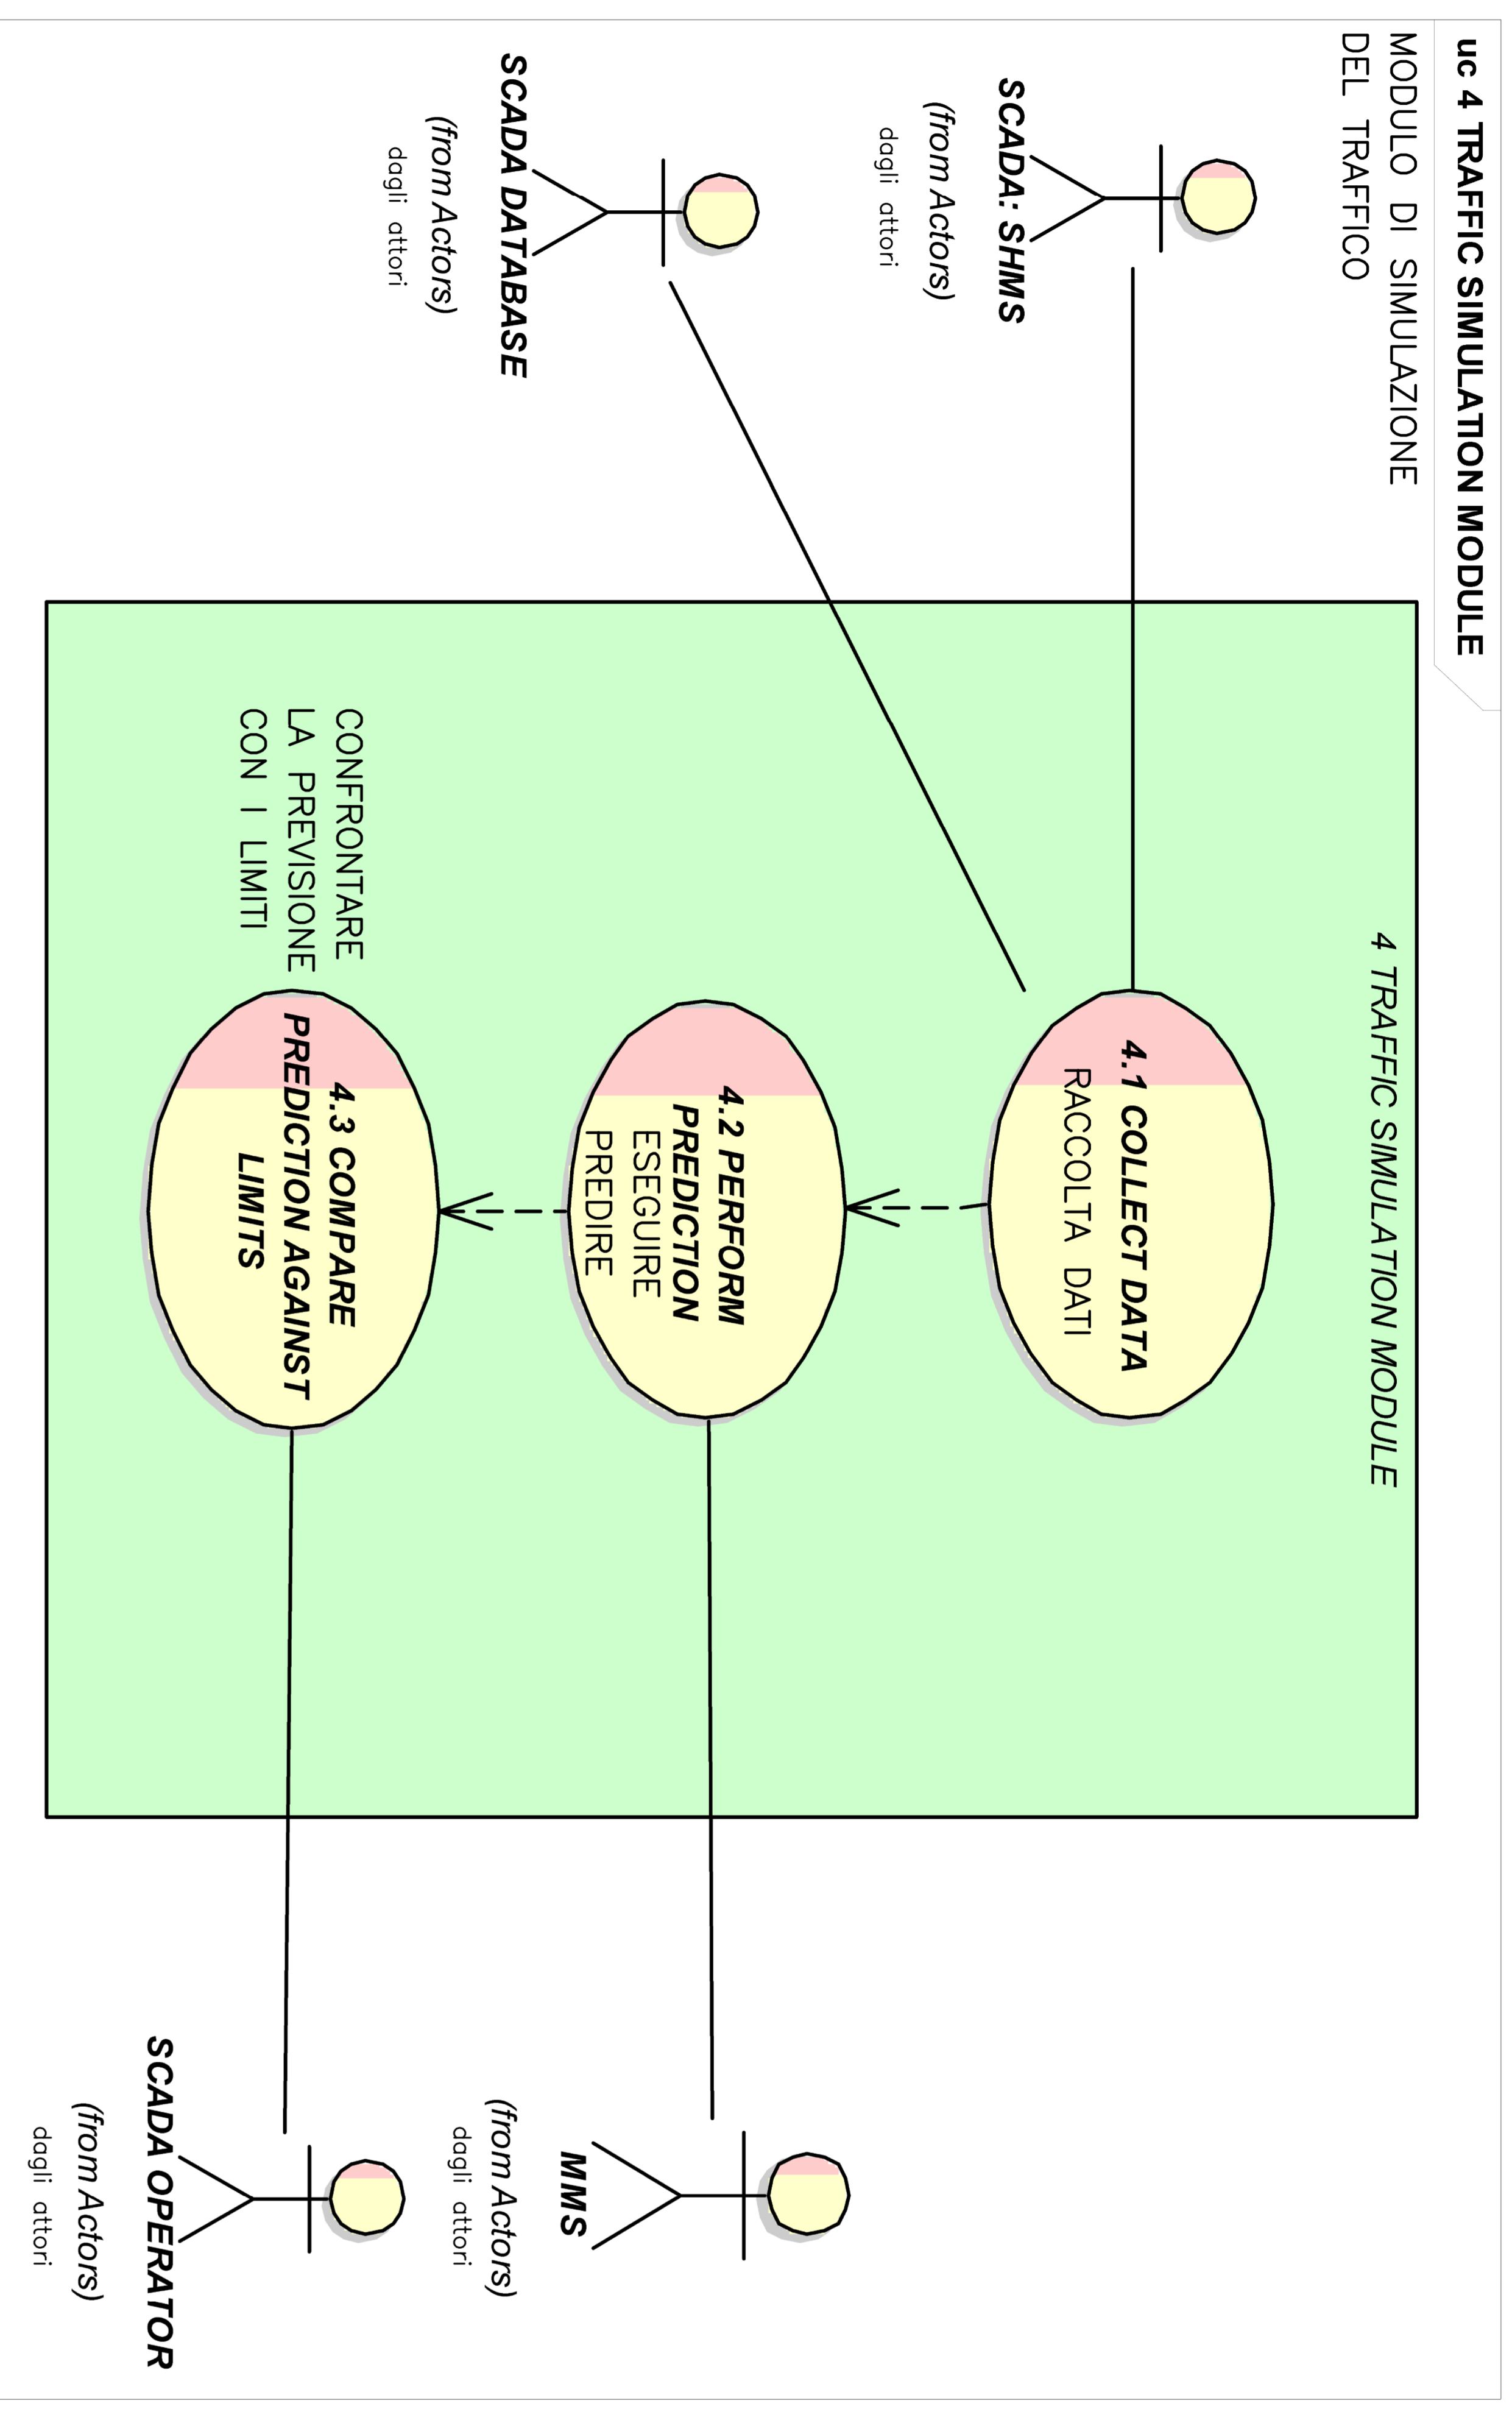 uc 4 TRAFFIC SIMULATION MODULE
MODULO DI SIMULAZIONE
DEL TRAFFICO
4 TRAFFIC SIMULATION MODULE
SCADA: SHMS
(from Actors)
dagli attori
4.1 COLLECT DATA
RACCOLTA DATI
SCADA DATABASE
(from Actors)
dagli attori
4.2 PERFORM
PREDICTION
ESEGUIRE
PREDIRE
MMS
(from Actors)
dagli attori
CONFRONTARE
LA PREVISIONE
CON I LIMITI
4.3 COMPARE
PREDICTION AGAINST
LIMITS
SCADA OPERATOR
(from Actors)
dagli attori